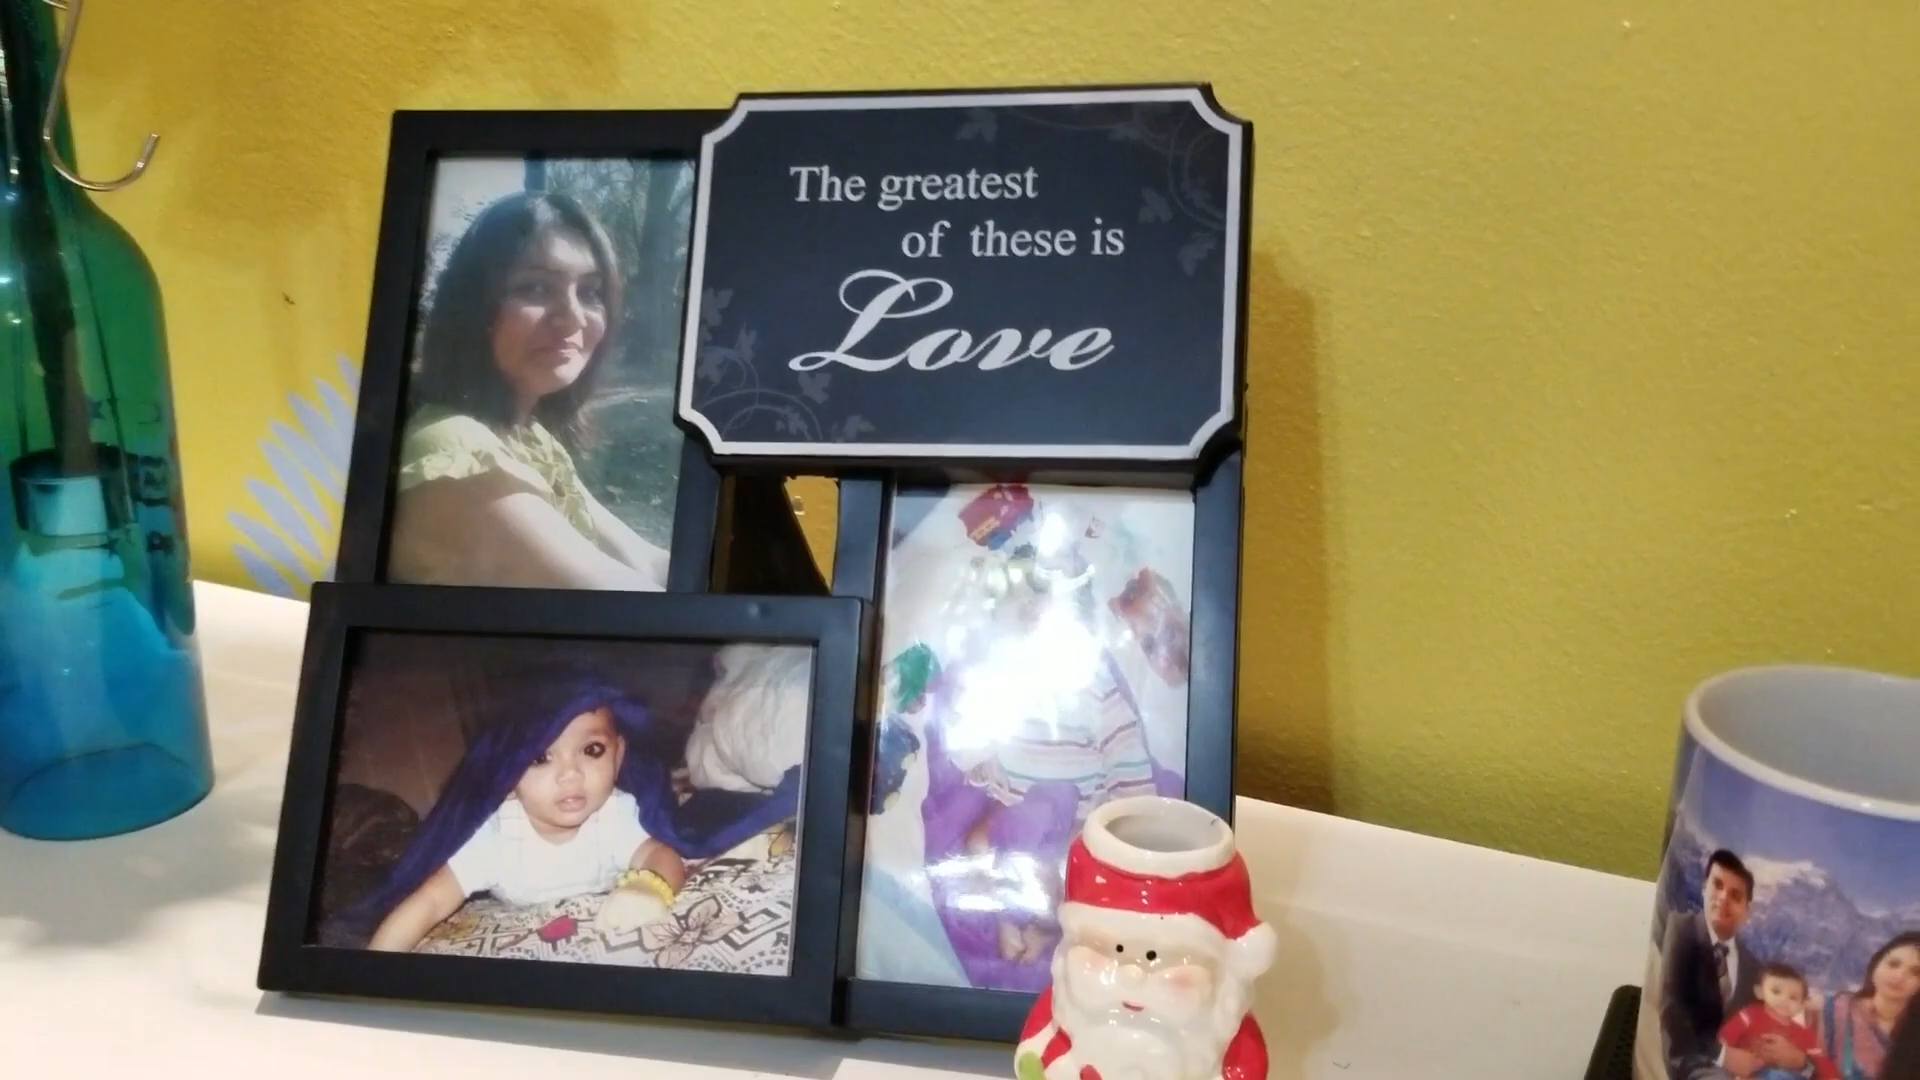 The greatest
of these is
Love